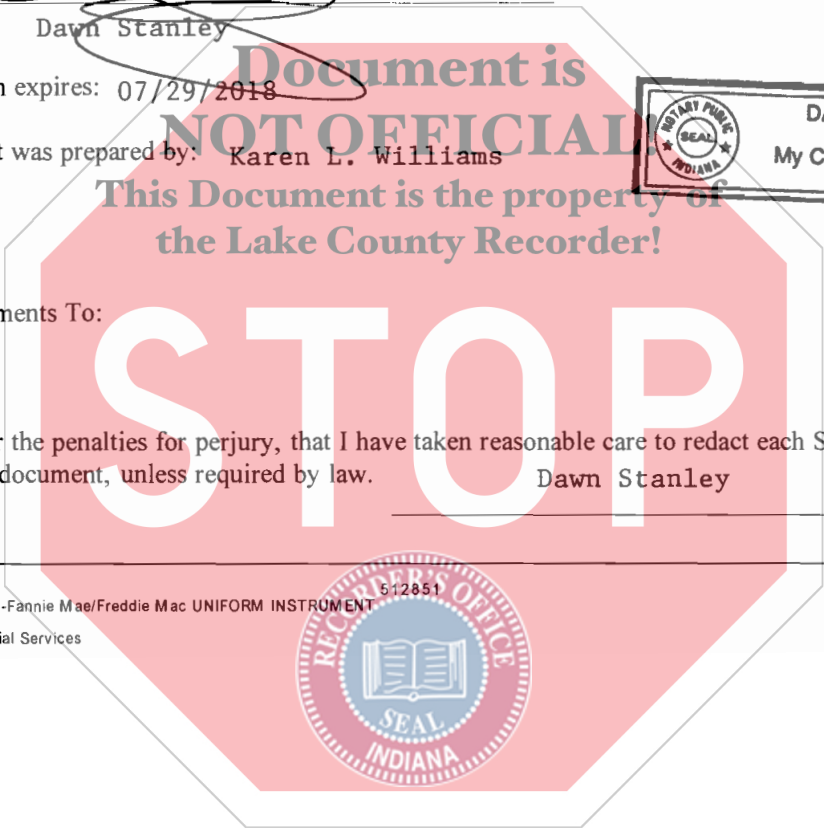 Dawn Stanley
Document is
n expires: 07/29/2018
NOT OFFICIAL!
t was prepared by: Karen L. Williams
NOTARY PUBLIC
SEAL
INDIANA
DA
My C
This Document is the property of
the Lake County Recorder!
ments To:
STOP
r the penalties for perjury, that I have taken reasonable care to redact each S
document, unless required by law. Dawn Stanley
-Fannie Mae/Freddie Mac UNIFORM INSTRUMENT 512851
ial Services
RECORDER'S OFFICE
SEAL
INDIANA